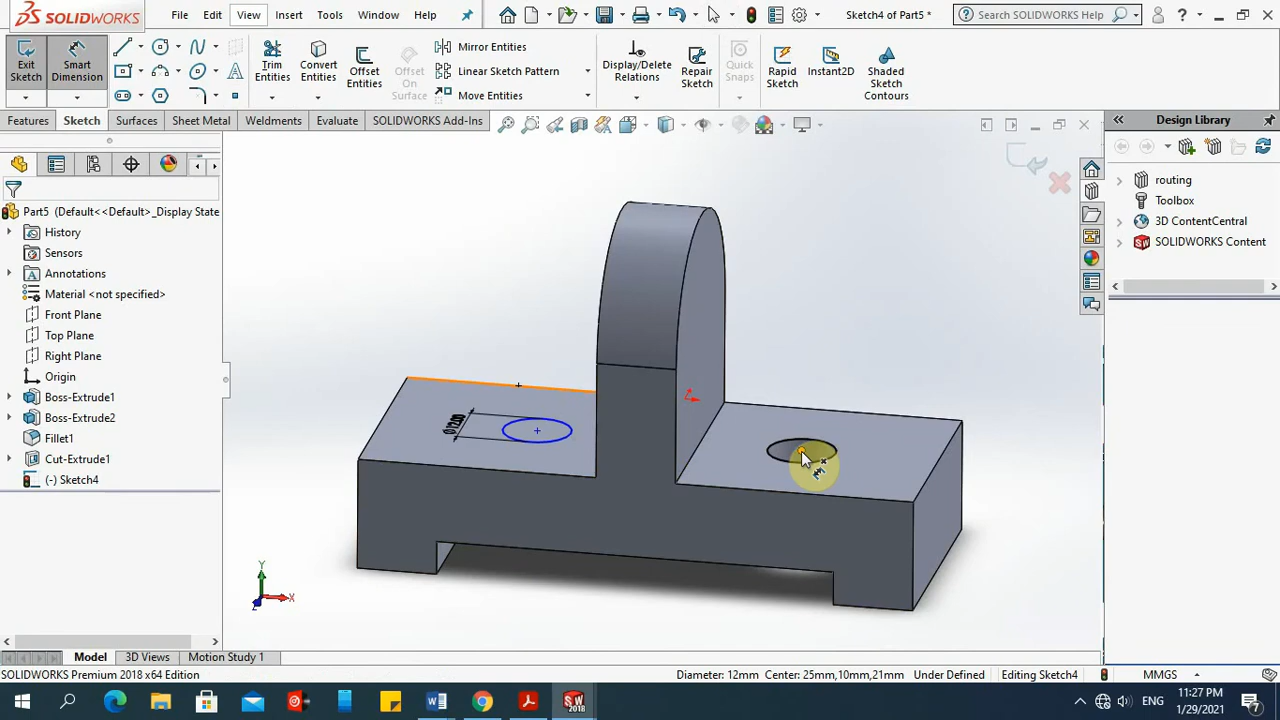 SOLIDWORKS File Edit View Insert Tools Window Help Sketch4 of Part5 * Search SOLIDWORKS Help ?
Exit Sketch Smart Dimension Trim Entities Convert Entities Offset Entities Offset On Surface Mirror Entities Linear Sketch Pattern Move Entities Display/Delete Relations Repair Sketch Quick Snaps Rapid Sketch Instant2D Shaded Sketch Contours
Features Sketch Surfaces Sheet Metal Weldments Evaluate SOLIDWORKS Add-Ins
Design Library
routing
Toolbox
3D ContentCentral
SOLIDWORKS Content
Part5 (Default<<Default>_Display State
History
Sensors
Annotations
Material <not specified>
Front Plane
Top Plane
Right Plane
Origin
Boss-Extrude1
Boss-Extrude2
Fillet1
Cut-Extrude1
(-) Sketch4
Ø12.00
Y
X
Z
Model 3D Views Motion Study 1
SOLIDWORKS Premium 2018 x64 Edition Diameter: 12mm Center: 25mm,10mm,21mm Under Defined Editing Sketch4 MMGS
SW 2018
ENG
11:27 PM
1/29/2021
7